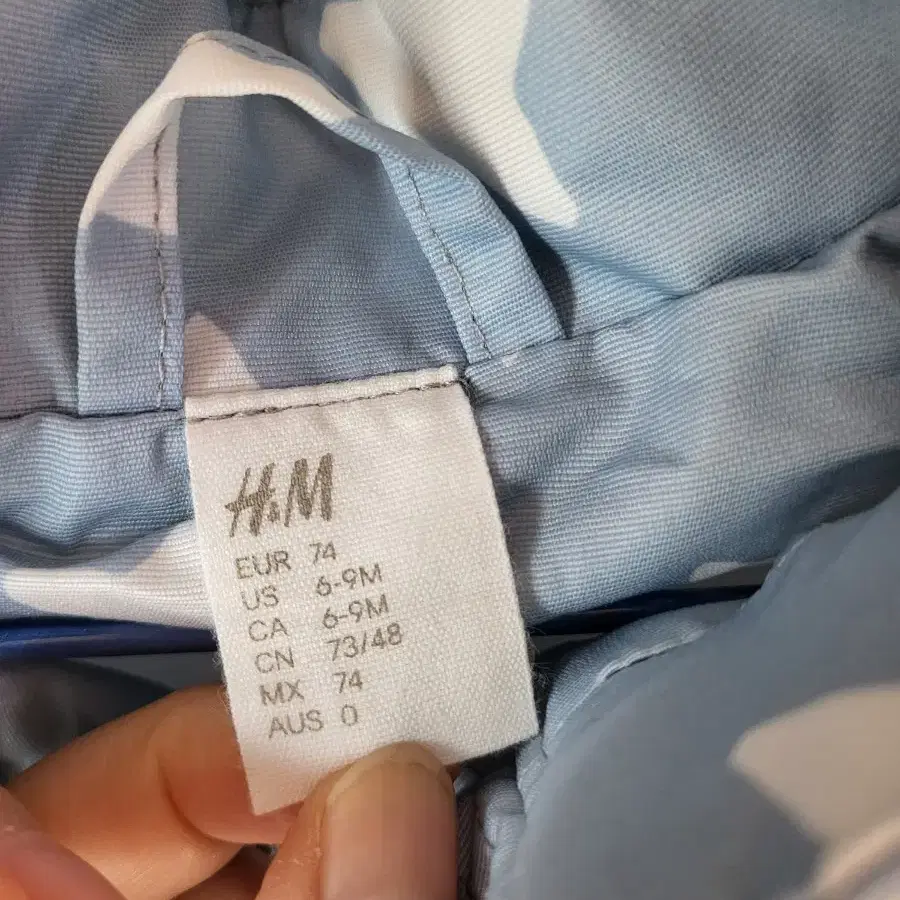 H&M
EUR 74
US 6-9M
CA 6-9M
CN 73/48
MX 74
AUS 0